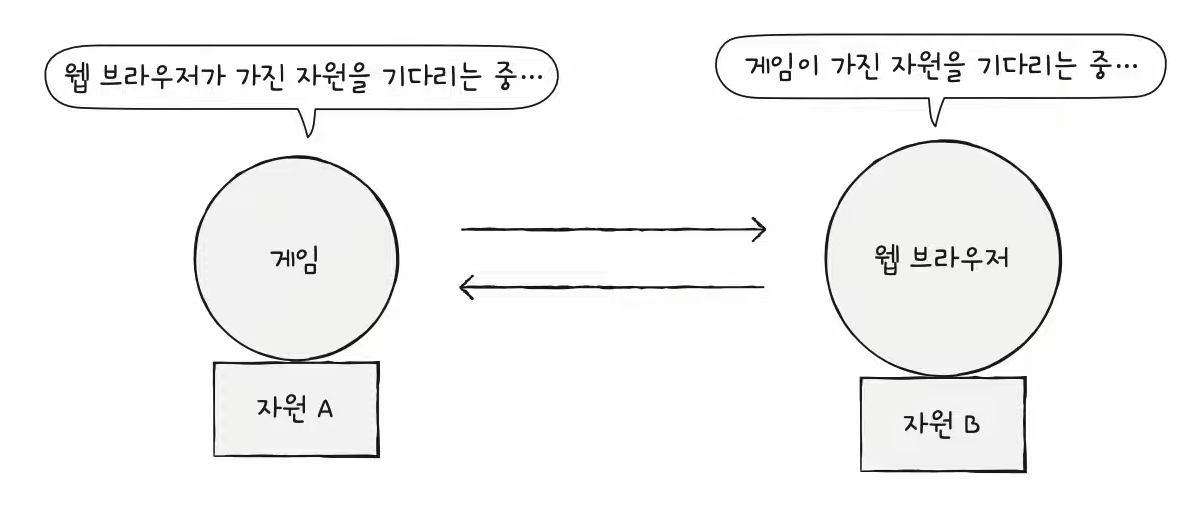 웹 브라우저가 가진 자원을 기다리는 중…
게임이 가진 자원을 기다리는 중…
게임
웹 브라우저
자원 A
자원 B